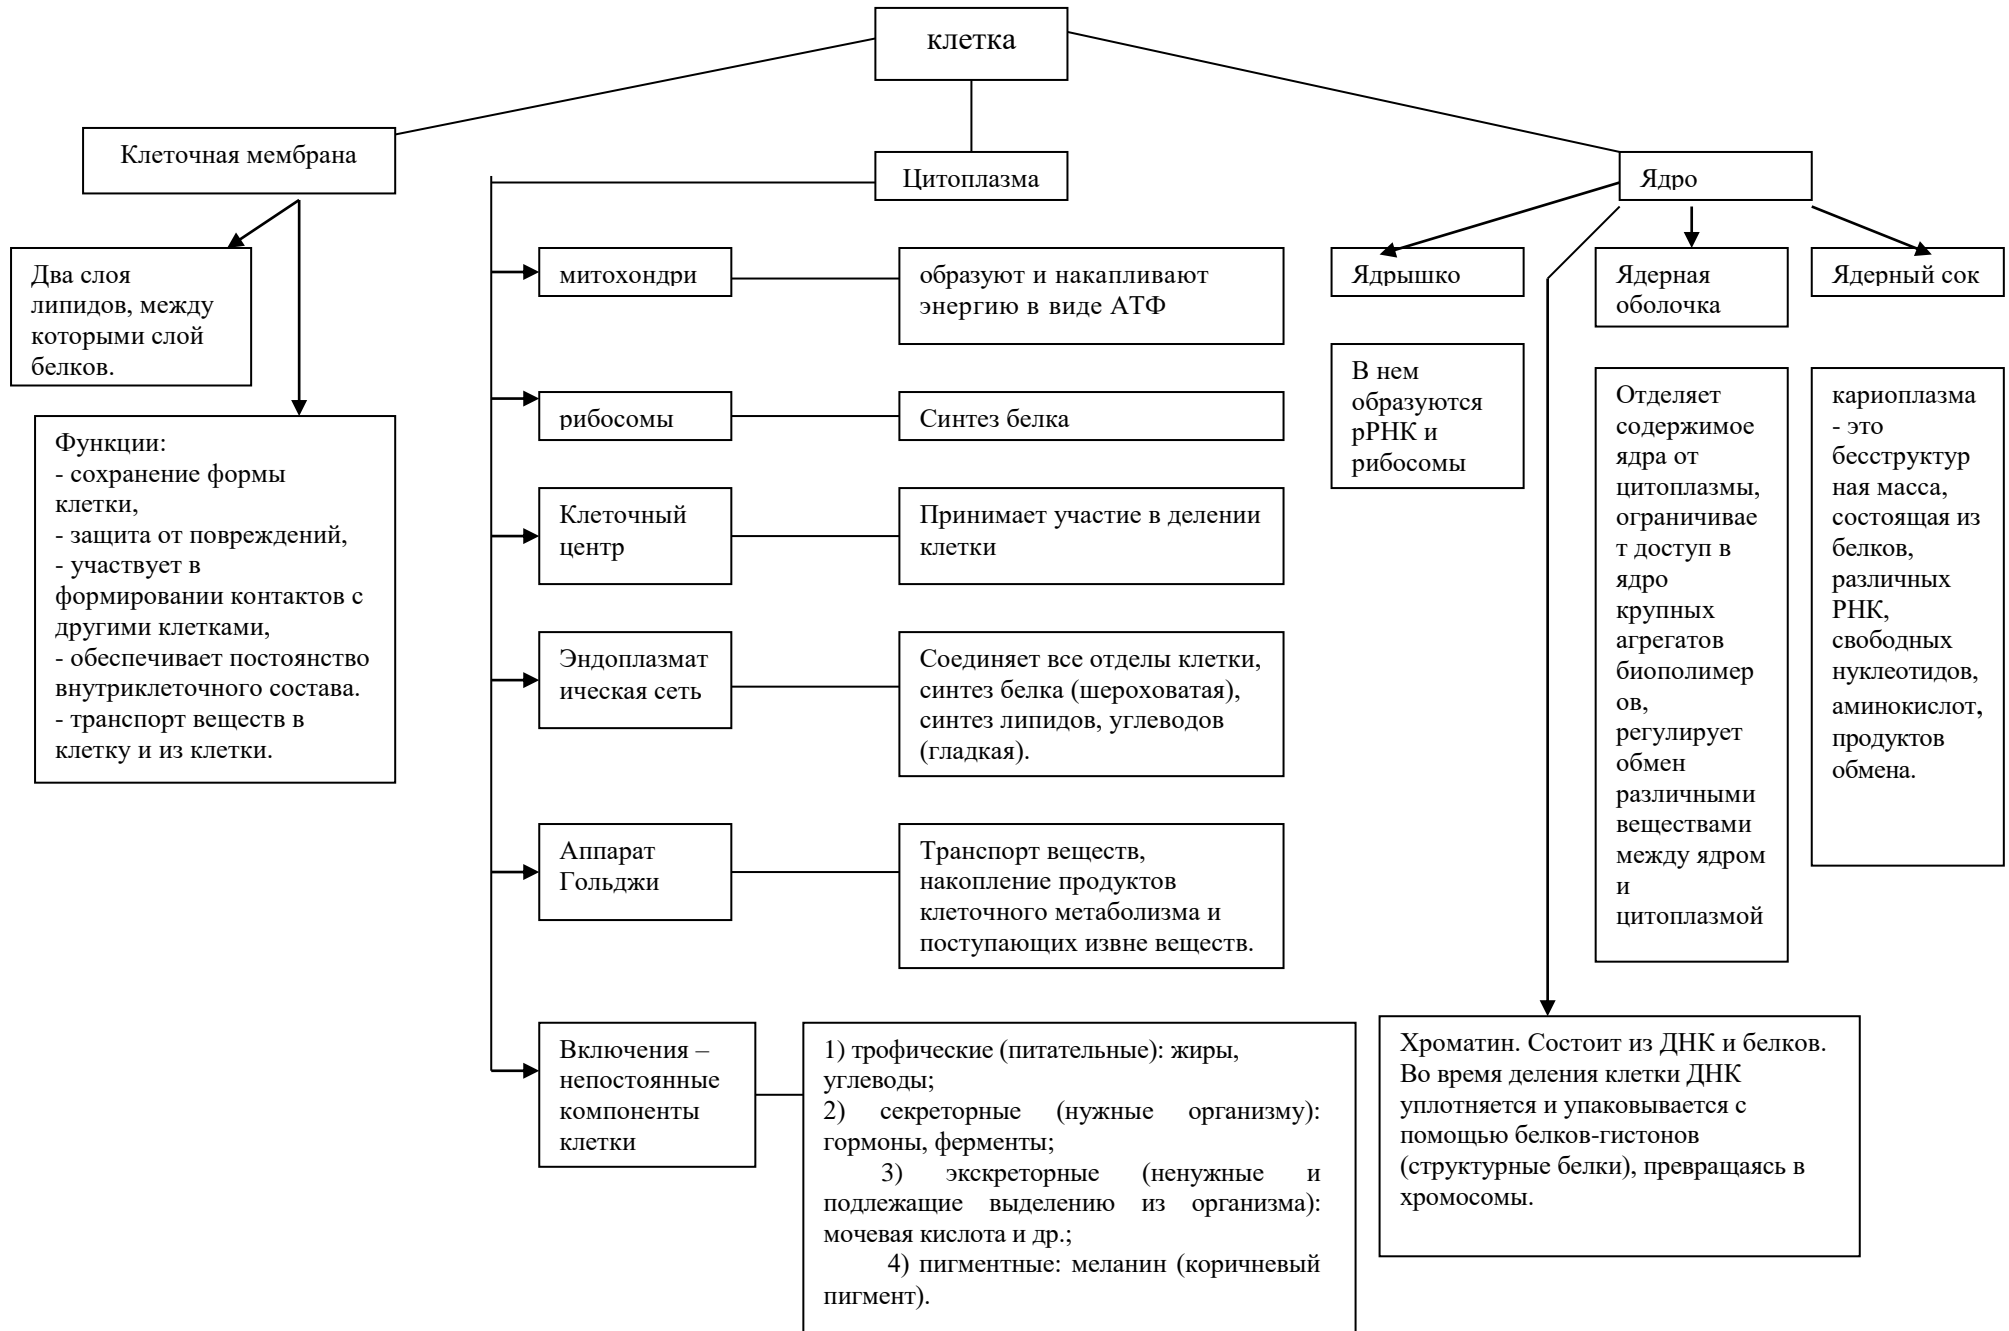 клетка
Клеточная мембрана
Цитоплазма
Ядро
Два слоя
липидов, между
которыми слой
белков.
Функции:
- сохранение формы
клетки,
- защита от повреждений,
- участвует в
формировании контактов с
другими клетками,
- обеспечивает постоянство
внутриклеточного состава.
- транспорт веществ в
клетку и из клетки.
митохондри
образуют и накапливают
энергию в виде АТФ
рибосомы
Синтез белка
Клеточный
центр
Принимает участие в делении
клетки
Эндоплазмат
ическая сеть
Соединяет все отделы клетки,
синтез белка (шероховатая),
синтез липидов, углеводов
(гладкая).
Аппарат
Гольджи
Транспорт веществ,
накопление продуктов
клеточного метаболизма и
поступающих извне веществ.
Включения –
непостоянные
компоненты
клетки
1) трофические (питательные): жиры,
углеводы;
2) секреторные (нужные организму):
гормоны, ферменты;
3) экскреторные (ненужные и
подлежащие выделению из организма):
мочевая кислота и др.;
4) пигментные: меланин (коричневый
пигмент).
Ядрышко
В нем
образуются
рРНК и
рибосомы
Ядерная
оболочка
Отделяет
содержимое
ядра от
цитоплазмы,
ограничивае
т доступ в
ядро
крупных
агрегатов
биополимер
ов,
регулирует
обмен
различными
веществами
между ядром
и
цитоплазмой
Ядерный сок
кариоплазма
- это
бесструктур
ная масса,
состоящая из
белков,
различных
РНК,
свободных
нуклеотидов,
аминокислот,
продуктов
обмена.
Хроматин. Состоит из ДНК и белков.
Во время деления клетки ДНК
уплотняется и упаковывается с
помощью белков-гистонов
(структурные белки), превращаясь в
хромосомы.